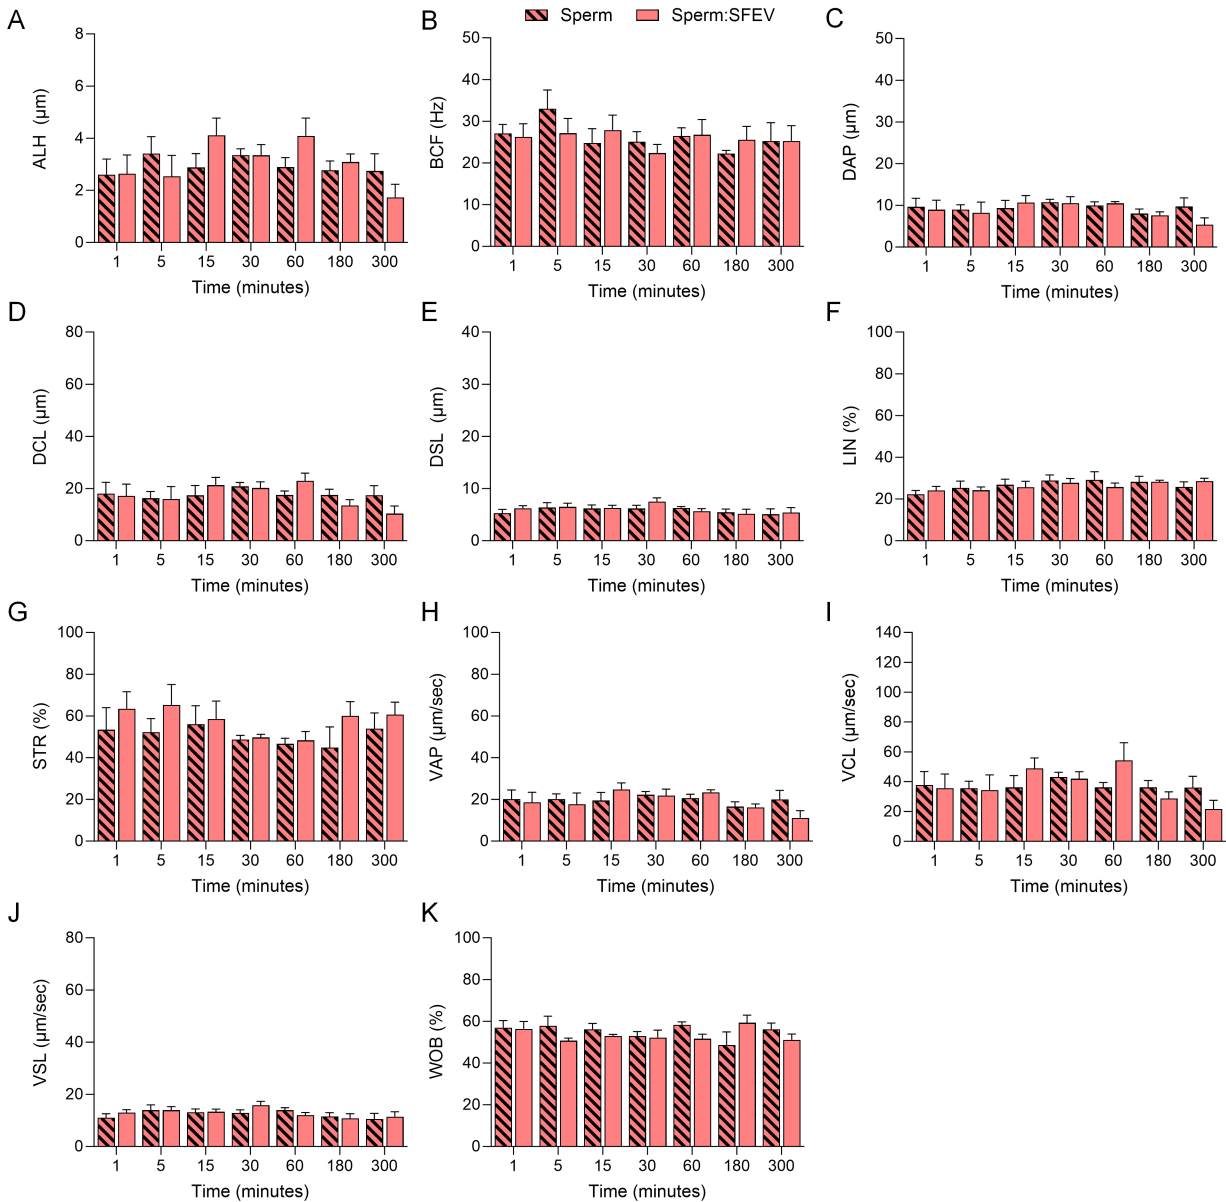 Sperm Sperm:SFEV
A
ALH (µm)
8
6
4
2
0
1 5 15 30 60 180 300
Time (minutes)
B
BCF (Hz)
50
40
30
20
10
0
1 5 15 30 60 180 300
Time (minutes)
C
DAP (µm)
50
40
30
20
10
0
1 5 15 30 60 180 300
Time (minutes)
D
DCL (µm)
80
60
40
20
0
1 5 15 30 60 180 300
Time (minutes)
E
DSL (µm)
40
30
20
10
0
1 5 15 30 60 180 300
Time (minutes)
F
LIN (%)
100
80
60
40
20
0
1 5 15 30 60 180 300
Time (minutes)
G
STR (%)
100
80
60
40
20
0
1 5 15 30 60 180 300
Time (minutes)
H
VAP (µm/sec)
100
80
60
40
20
0
1 5 15 30 60 180 300
Time (minutes)
I
VCL (µm/sec)
140
120
100
80
60
40
20
0
1 5 15 30 60 180 300
Time (minutes)
J
VSL (µm/sec)
80
60
40
20
0
1 5 15 30 60 180 300
Time (minutes)
K
WOB (%)
100
80
60
40
20
0
1 5 15 30 60 180 300
Time (minutes)